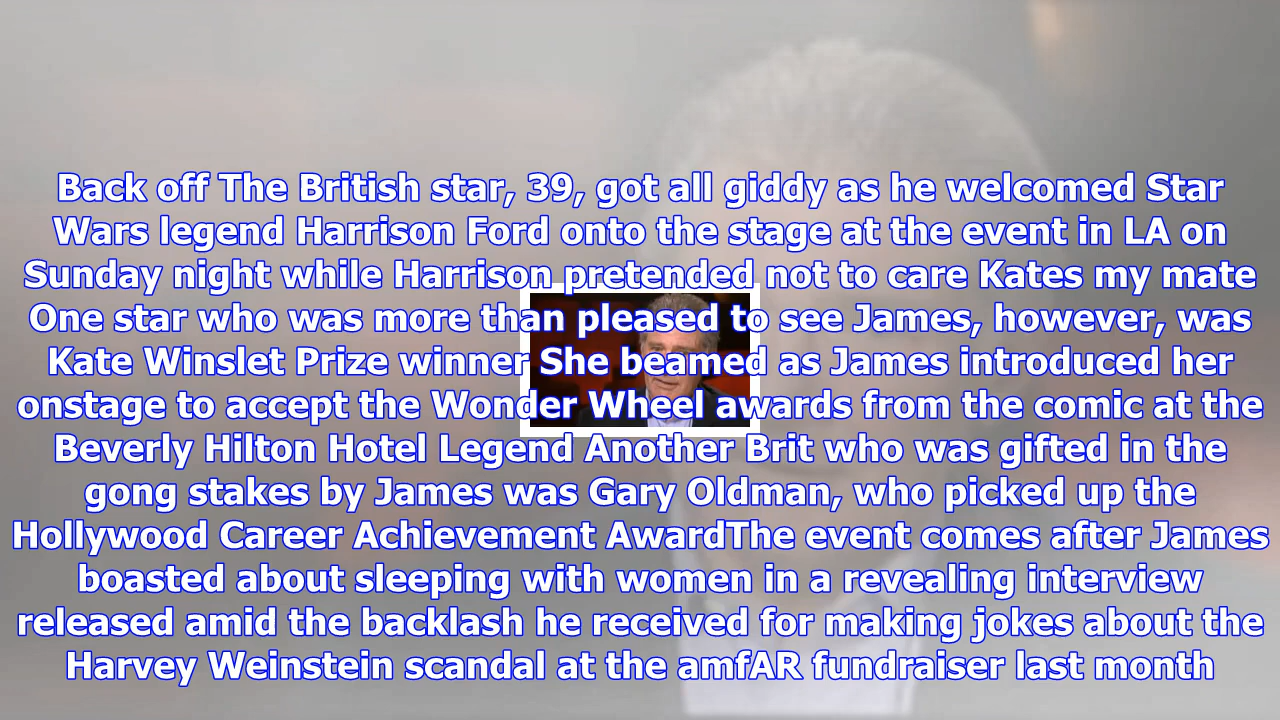 Back off The British star, 39, got all giddy as he welcomed Star
Wars legend Harrison Ford onto the stage at the event in LA on
Sunday night while Harrison pretended not to care Kates my mate
One star who was more than pleased to see James, however, was
Kate Winslet Prize winner She beamed as James introduced her
onstage to accept the Wonder Wheel awards from the comic at the
Beverly Hilton Hotel Legend Another Brit who was gifted in the
gong stakes by James was Gary Oldman, who picked up the
Hollywood Career Achievement AwardThe event comes after James
boasted about sleeping with women in a revealing interview
released amid the backlash he received for making jokes about the
Harvey Weinstein scandal at the amfAR fundraiser last month